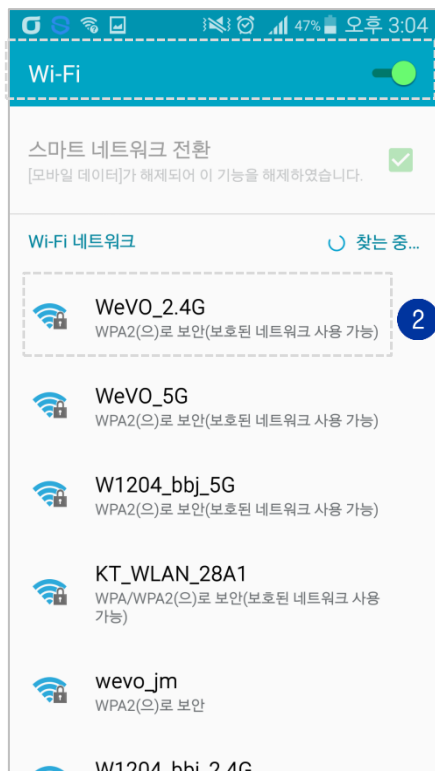 47% 오후 3:04
Wi-Fi
스마트 네트워크 전환
[모바일 데이터]가 해제되어 이 기능을 해제하였습니다.
Wi-Fi 네트워크 찾는 중...
WeVO_2.4G
WPA2(으)로 보안(보호된 네트워크 사용 가능)
2
WeVO_5G
WPA2(으)로 보안(보호된 네트워크 사용 가능)
W1204_bbj_5G
WPA2(으)로 보안(보호된 네트워크 사용 가능)
KT_WLAN_28A1
WPA/WPA2(으)로 보안(보호된 네트워크 사용
가능)
wevo_jm
WPA2(으)로 보안
W1204_bbj_2.4G